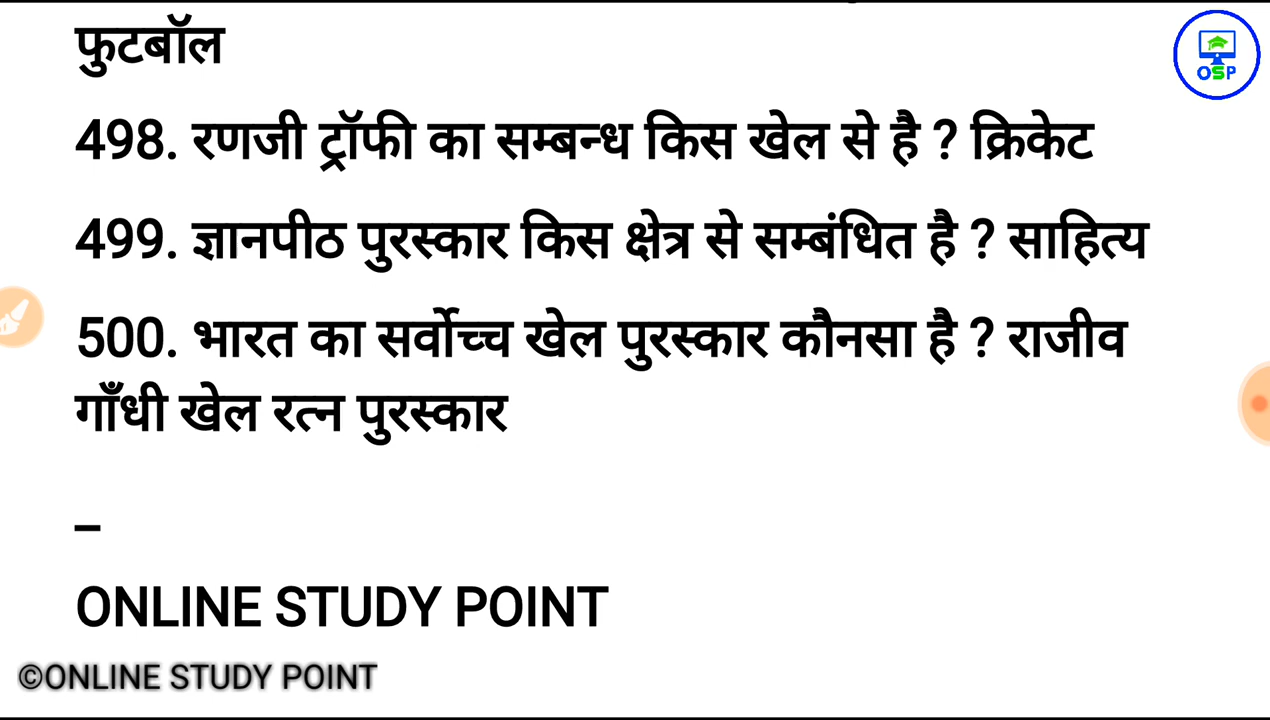 फुटबॉल
OSP
498. रणजी ट्रॉफी का सम्बन्ध किस खेल से है ? क्रिकेट
499. ज्ञानपीठ पुरस्कार किस क्षेत्र से सम्बंधित है ? साहित्य
500. भारत का सर्वोच्च खेल पुरस्कार कौनसा है ? राजीव
गाँधी खेल रत्न पुरस्कार
–
ONLINE STUDY POINT
©ONLINE STUDY POINT